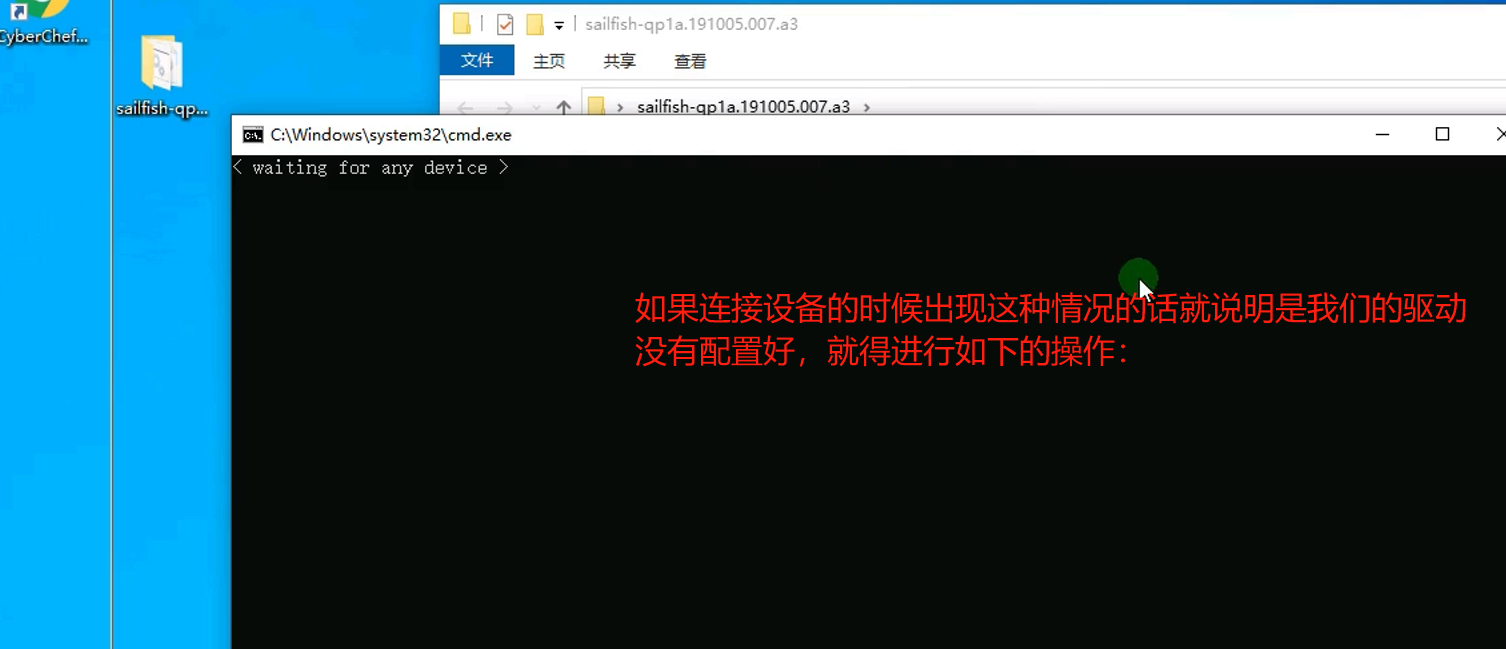 sailfish-qp1a.191005.007.a3
CyberChef...
文件 主页 共享 查看
sailfish-qp...
sailfish-qp1a.191005.007.a3
C:\Windows\system32\cmd.exe
< waiting for any device >
如果连接设备的时候出现这种情况的话就说明是我们的驱动
没有配置好，就得进行如下的操作：